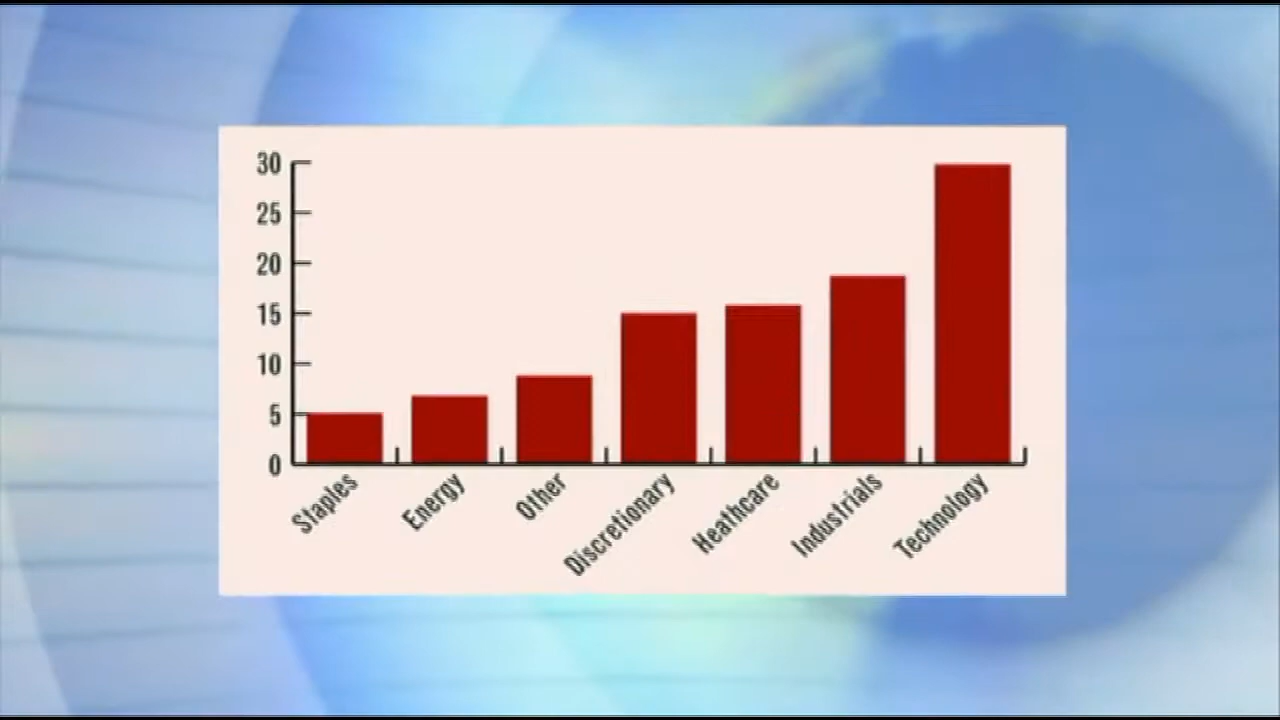 30
25
20
15
10
5
0
Staples
Energy
Other
Discretionary
Heathcare
Industrials
Technology